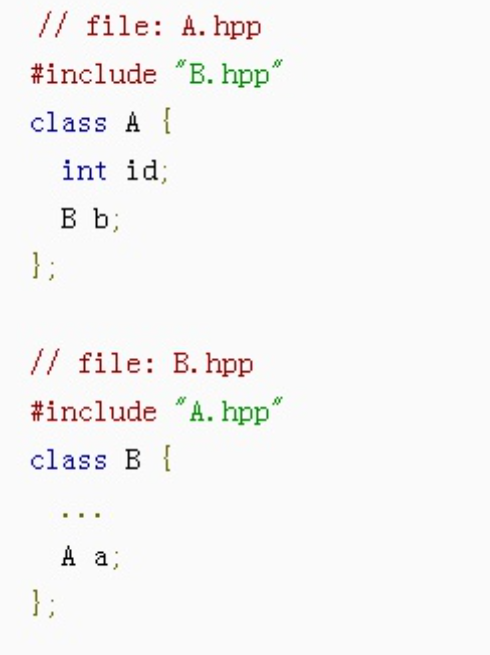 // file: A.hpp
#include "B.hpp"
class A {
int id;
B b;
};
// file: B.hpp
#include "A.hpp"
class B {
...
A a;
};